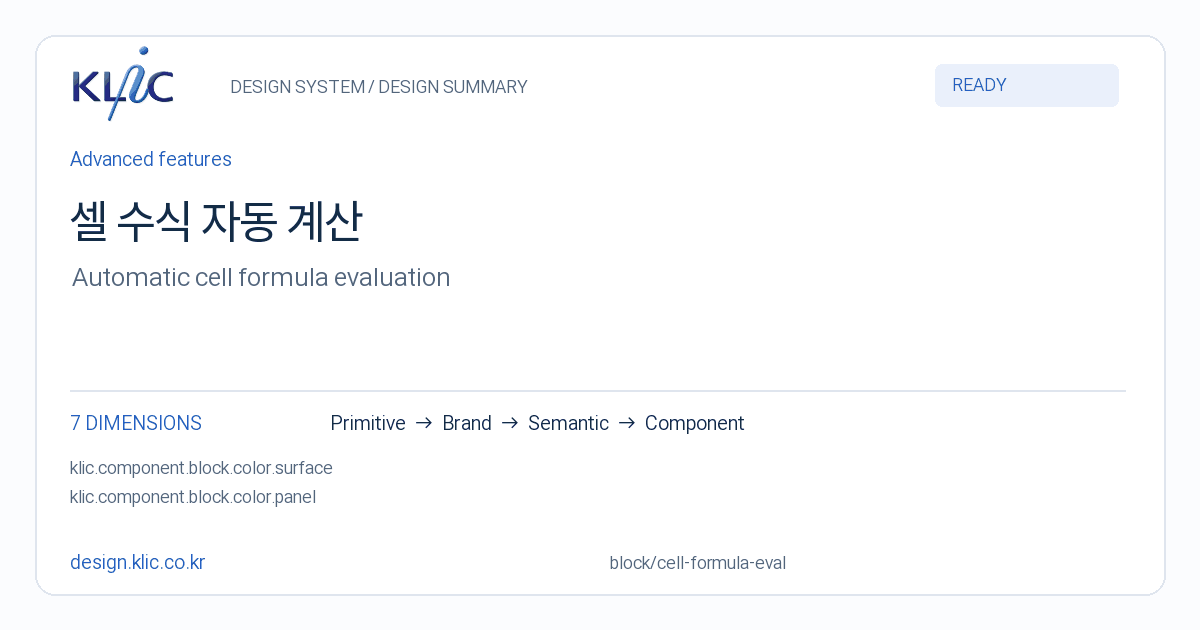 KLIC
DESIGN SYSTEM / DESIGN SUMMARY
READY
Advanced features
셀 수식 자동 계산
Automatic cell formula evaluation
7 DIMENSIONS
Primitive → Brand → Semantic → Component
klic.component.block.color.surface
klic.component.block.color.panel
design.klic.co.kr
block/cell-formula-eval